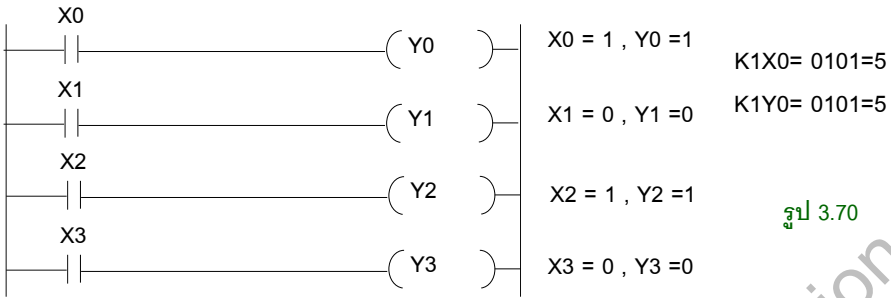 X0
Y0
X0 = 1 , Y0 =1
K1X0= 0101=5
X1
Y1
X1 = 0 , Y1 =0
K1Y0= 0101=5
X2
Y2
X2 = 1 , Y2 =1
รูป 3.70
X3
Y3
X3 = 0 , Y3 =0
ion